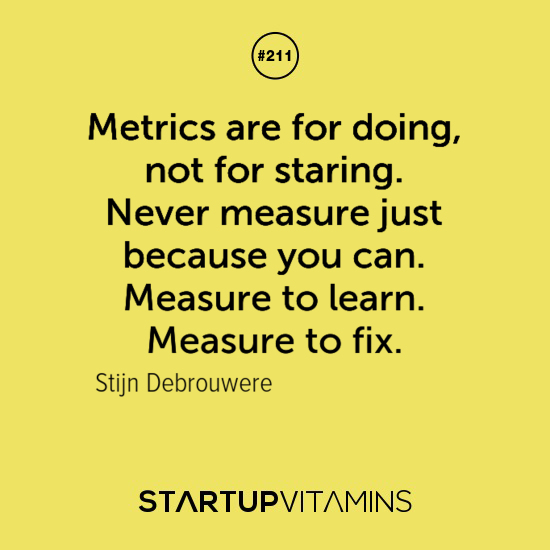 #211
Metrics are for doing,
not for staring.
Never measure just
because you can.
Measure to learn.
Measure to fix.
Stijn Debrouwere
STARTUPVITAMINS